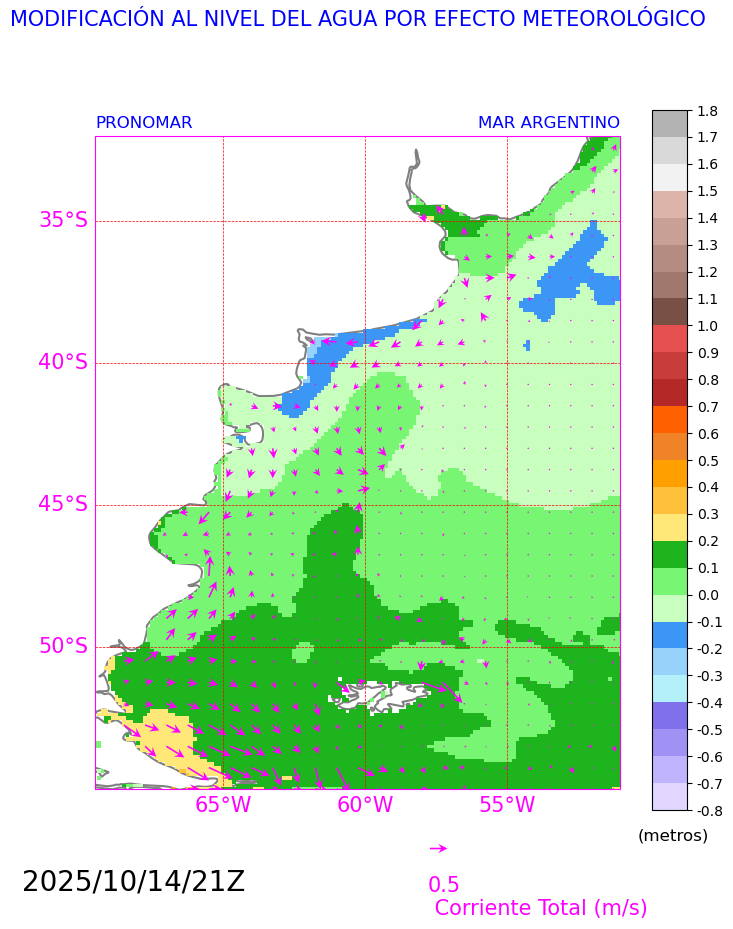 MODIFICACIÓN AL NIVEL DEL AGUA POR EFECTO METEOROLÓGICO
PRONOMAR MAR ARGENTINO
1.8
1.7
1.6
1.5
1.4
1.3
1.2
1.1
1.0
0.9
0.8
0.7
0.6
0.5
0.4
0.3
0.2
0.1
0.0
-0.1
-0.2
-0.3
-0.4
-0.5
-0.6
-0.7
-0.8
(metros)
35°S
40°S
45°S
50°S
65°W 60°W 55°W
2025/10/14/21Z
0.5
Corriente Total (m/s)